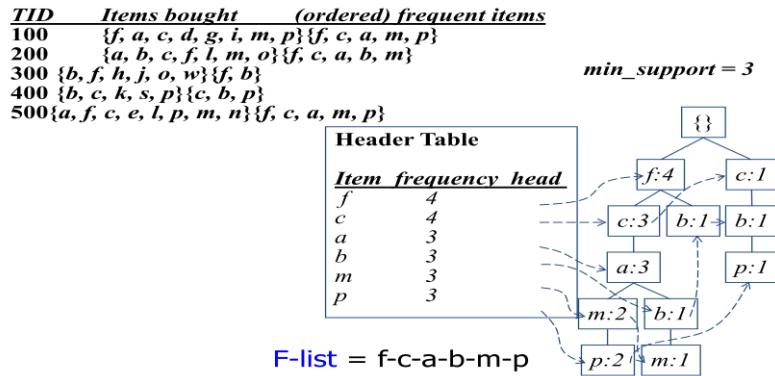 TID Items bought (ordered) frequent items
100 {f, a, c, d, g, i, m, p}{f, c, a, m, p}
200 {a, b, c, f, l, m, o}{f, c, a, b, m}
300 {b, f, h, j, o, w}{f, b}
400 {b, c, k, s, p}{c, b, p}
500{a, f, c, e, l, p, m, n}{f, c, a, m, p}
min_support = 3
Header Table
Item frequency head
f 4
c 4
a 3
b 3
m 3
p 3
{}
f:4 c:1
c:3 b:1 b:1
a:3 p:1
m:2 b:1
p:2 m:1
F-list = f-c-a-b-m-p